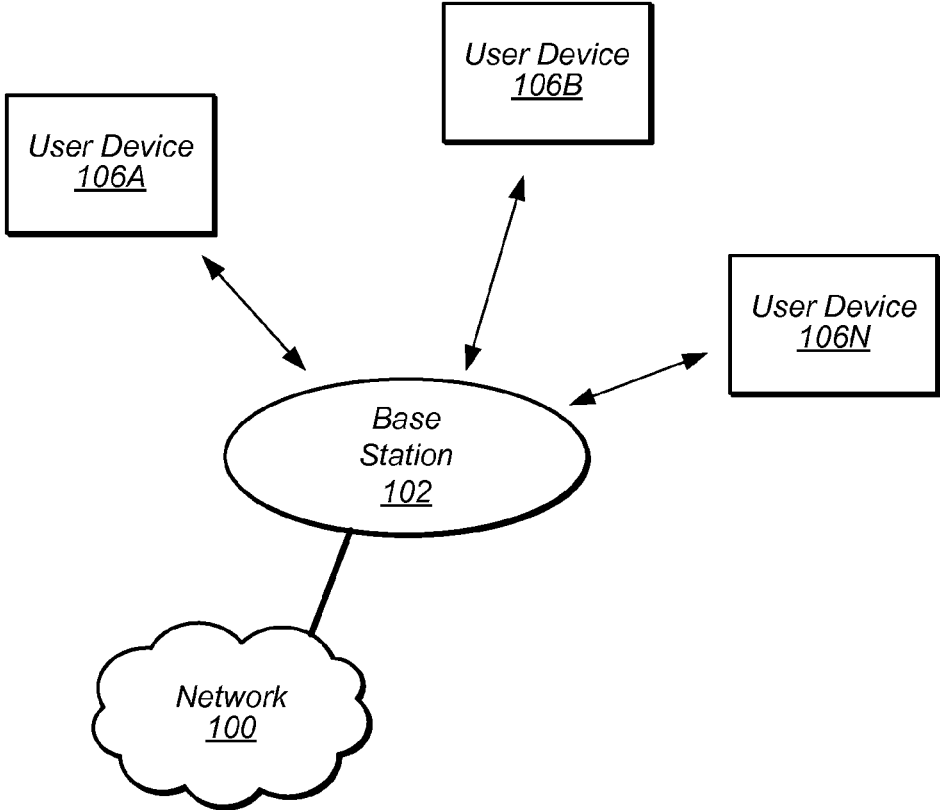 User Device
106B
User Device
106A
User Device
106N
Base
Station
102
Network
100